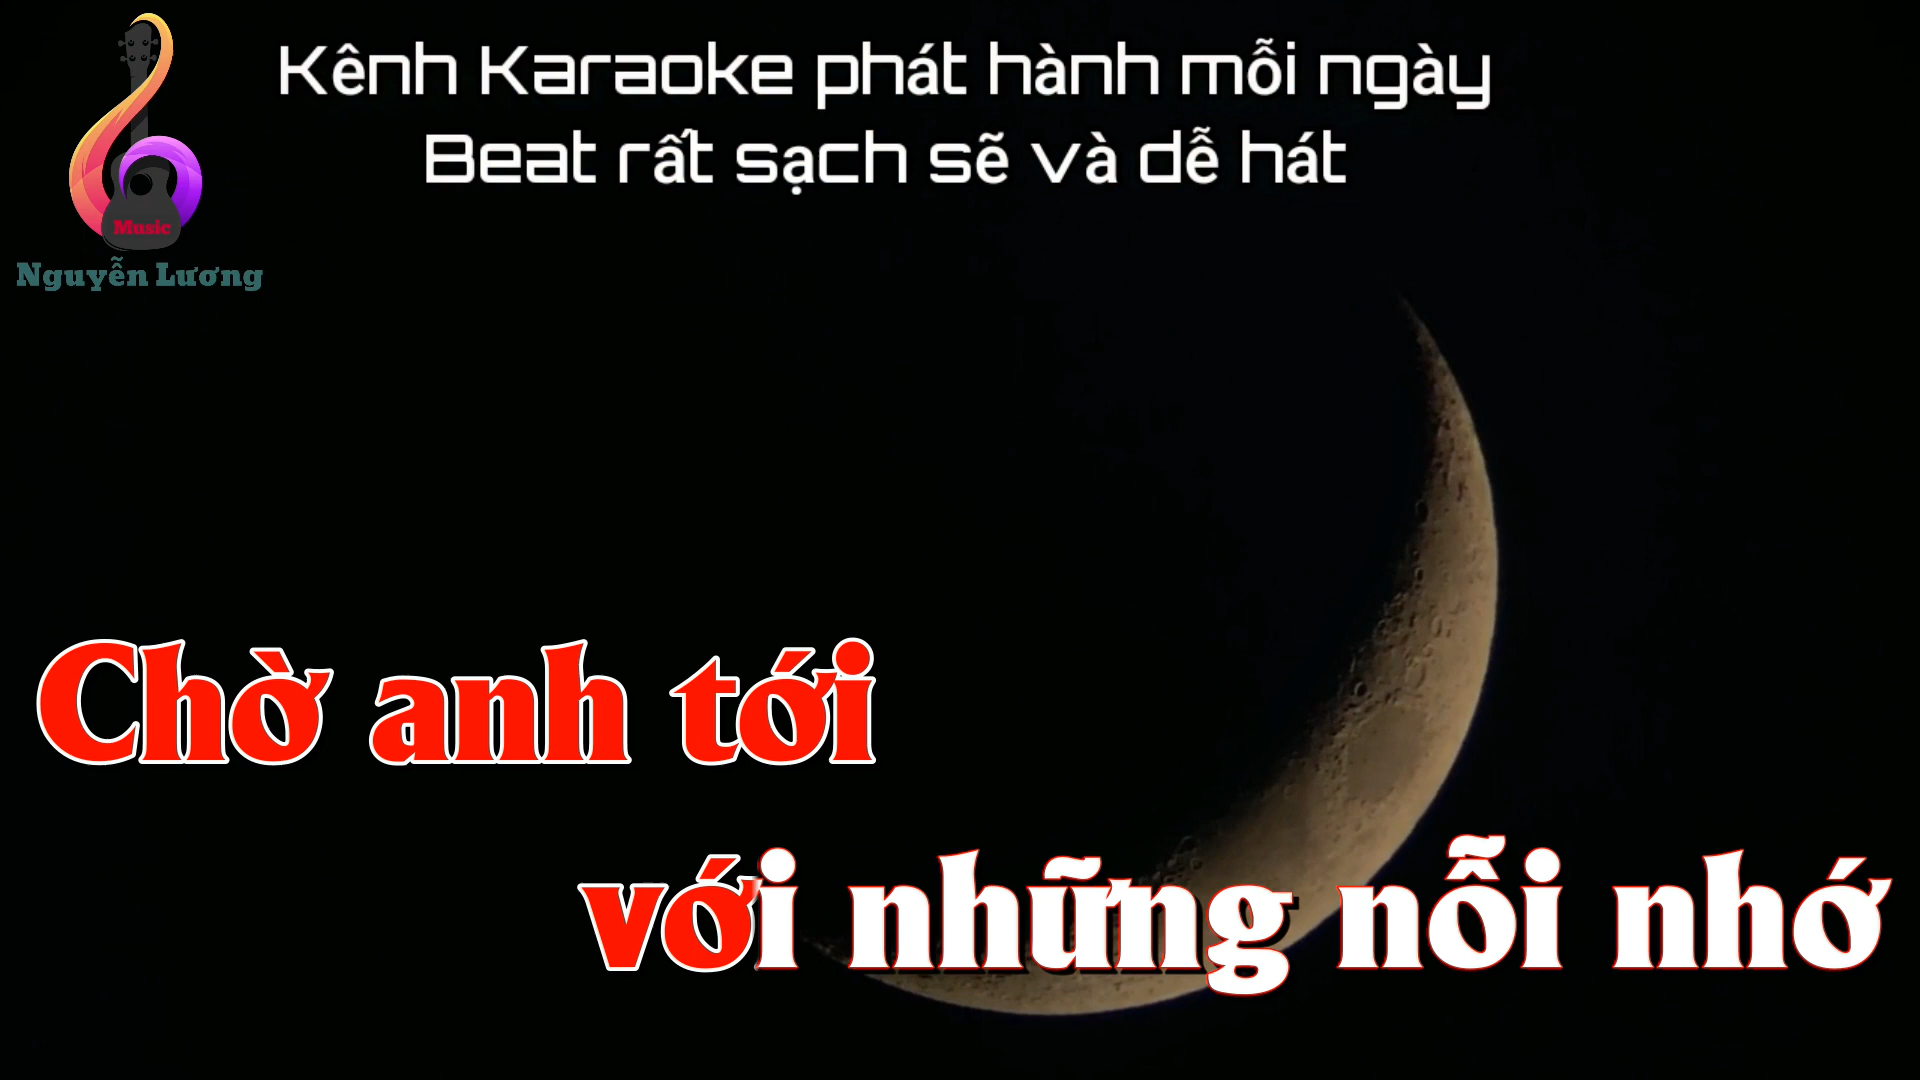 Kênh Karaoke phát hành mỗi ngày
Beat rất sạch sẽ và dễ hát
Music
Nguyễn Lương
Chờ anh tới
với những nỗi nhớ